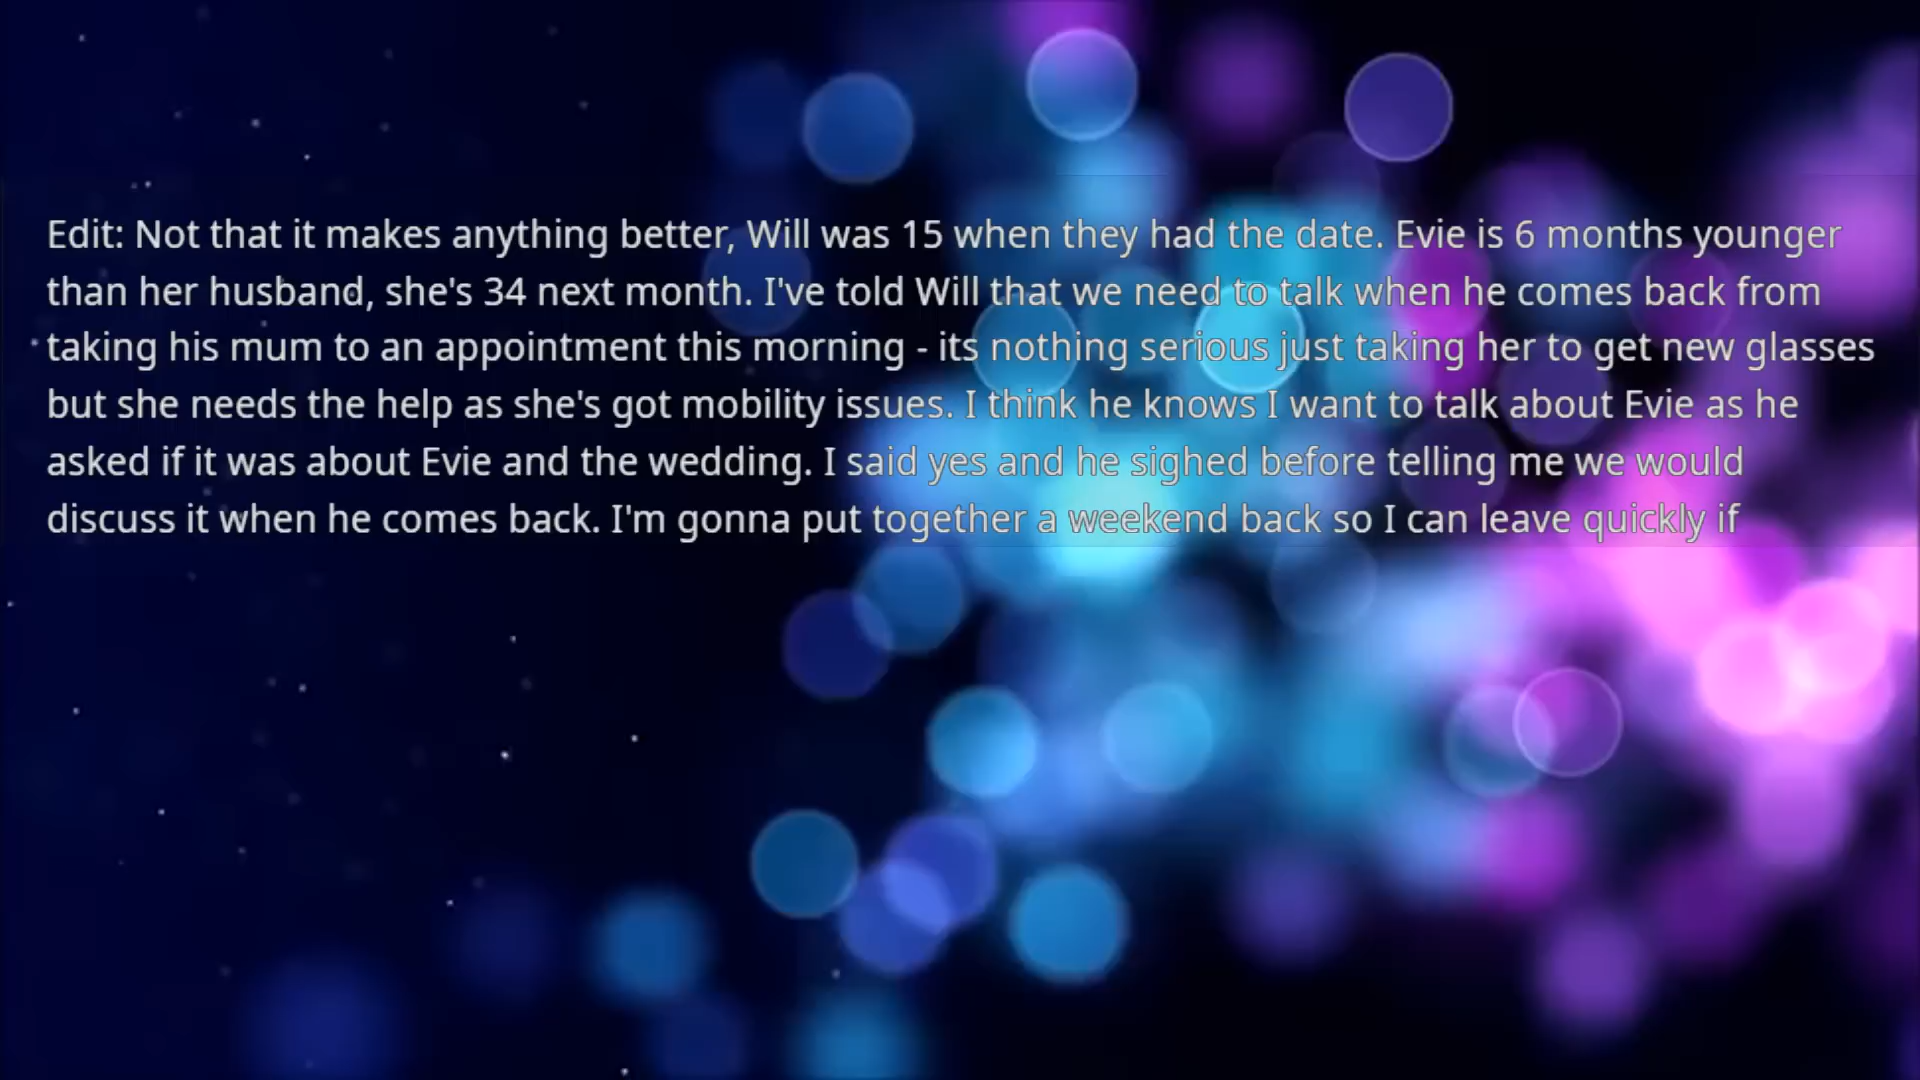 Edit: Not that it makes anything better, Will was 15 when they had the date. Evie is 6 months younger
than her husband, she's 34 next month. I've told Will that we need to talk when he comes back from
taking his mum to an appointment this morning - its nothing serious just taking her to get new glasses
but she needs the help as she's got mobility issues. I think he knows I want to talk about Evie as he
asked if it was about Evie and the wedding. I said yes and he sighed before telling me we would
discuss it when he comes back. I'm gonna put together a weekend back so I can leave quickly if